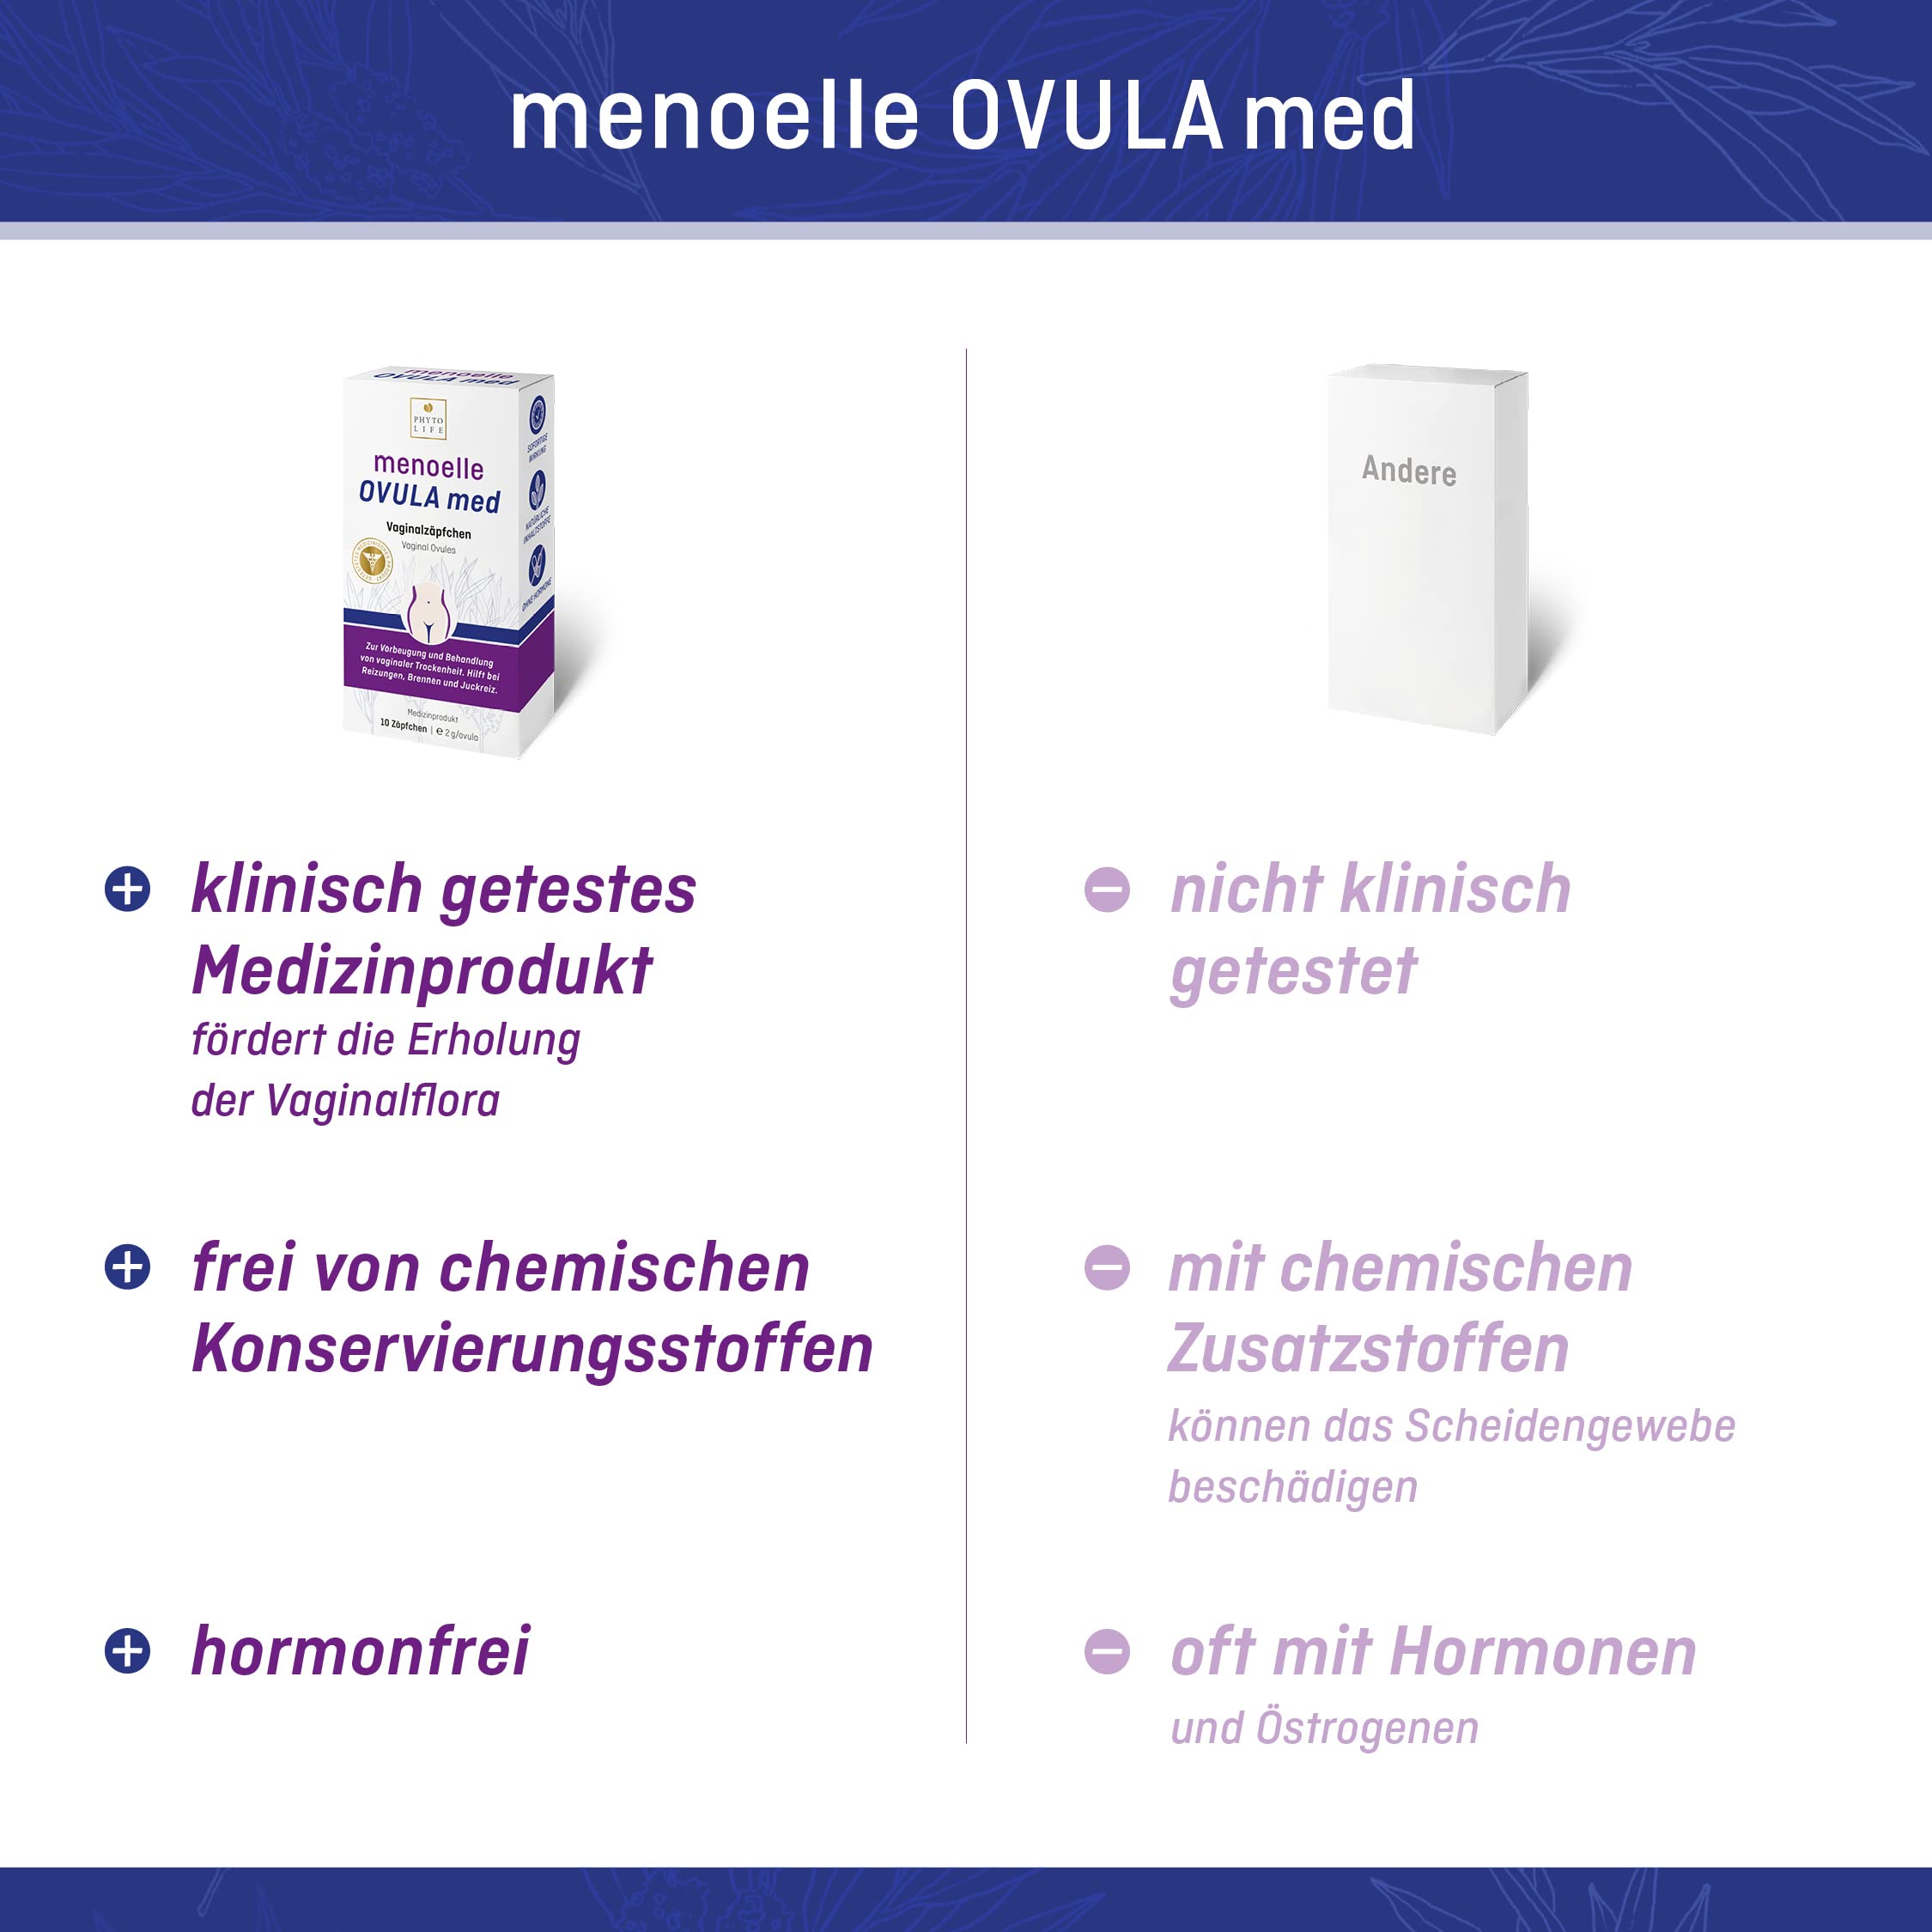 menoelle OVULA med
menoelle
OVULA med
PHYTO
LIFE
menoelle
OVULA med
Vaginalzäpfchen
Vaginal Ovules
Zur Vorbeugung und Behandlung
von vaginaler Trockenheit. Hilft bei
Reizungen, Brennen und Juckreiz.
Medizinprodukt
10 Zäpfchen | ℮ 2 g/ovula
SOFORTIGE
WIRKUNG
NATÜRLICHE
INHALTSSTOFFE
OHNE HORMONE
Andere
klinisch getestes
Medizinprodukt
fördert die Erholung
der Vaginalflora
frei von chemischen
Konservierungsstoffen
hormonfrei
nicht klinisch
getestet
mit chemischen
Zusatzstoffen
können das Scheidengewebe
beschädigen
oft mit Hormonen
und Östrogenen